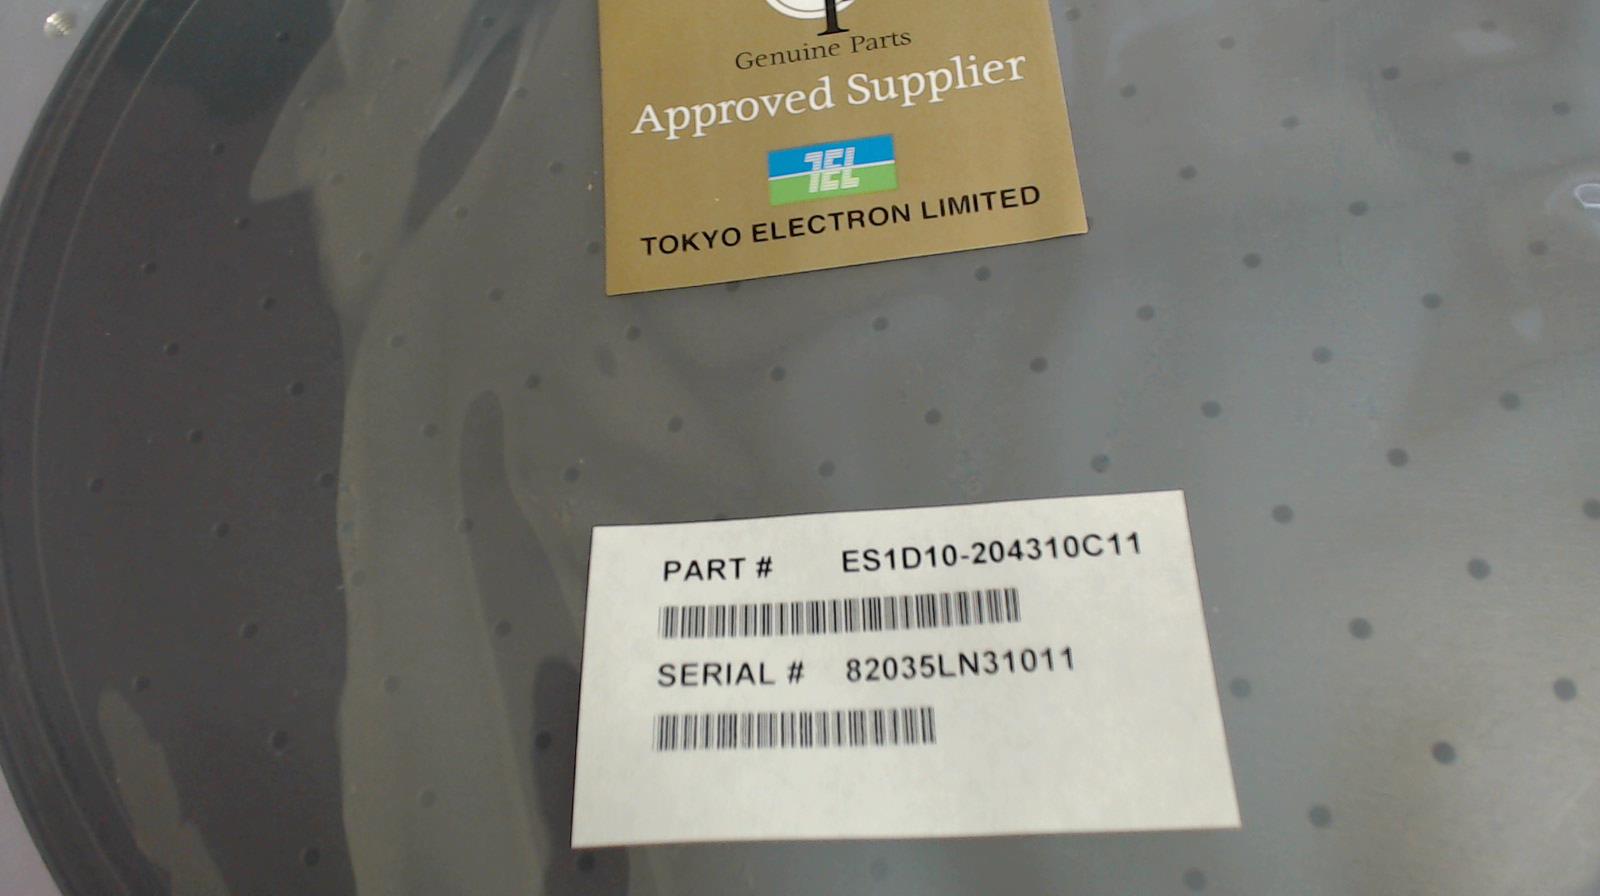 Genuine Parts
Approved Supplier
TEL
TOKYO ELECTRON LIMITED
PART # ES1D10-204310C11
SERIAL # 82035LN31011